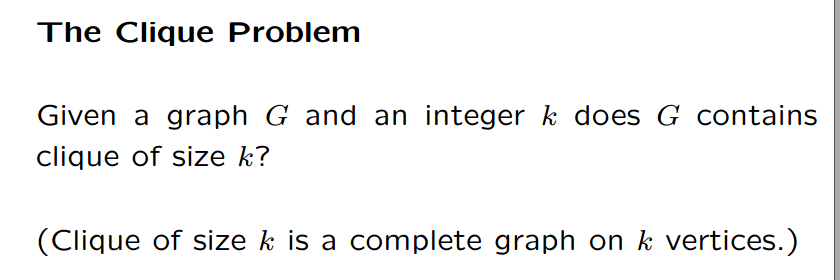 The Clique Problem
Given a graph G and an integer k does G contains
clique of size k?
(Clique of size k is a complete graph on k vertices.)